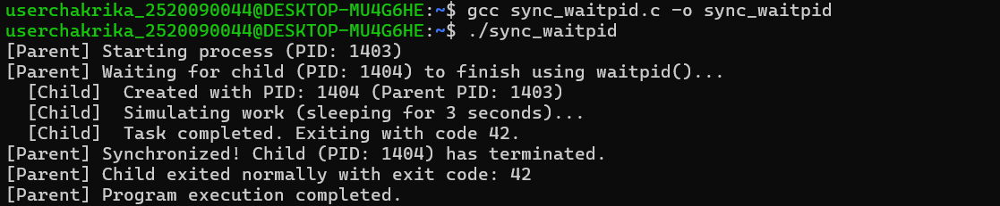 userchakrika_2520090044@DESKTOP-MU4G6HE:~$ gcc sync_waitpid.c -o sync_waitpid
userchakrika_2520090044@DESKTOP-MU4G6HE:~$ ./sync_waitpid
[Parent] Starting process (PID: 1403)
[Parent] Waiting for child (PID: 1404) to finish using waitpid()...
  [Child]  Created with PID: 1404 (Parent PID: 1403)
  [Child]  Simulating work (sleeping for 3 seconds)...
  [Child]  Task completed. Exiting with code 42.
[Parent] Synchronized! Child (PID: 1404) has terminated.
[Parent] Child exited normally with exit code: 42
[Parent] Program execution completed.